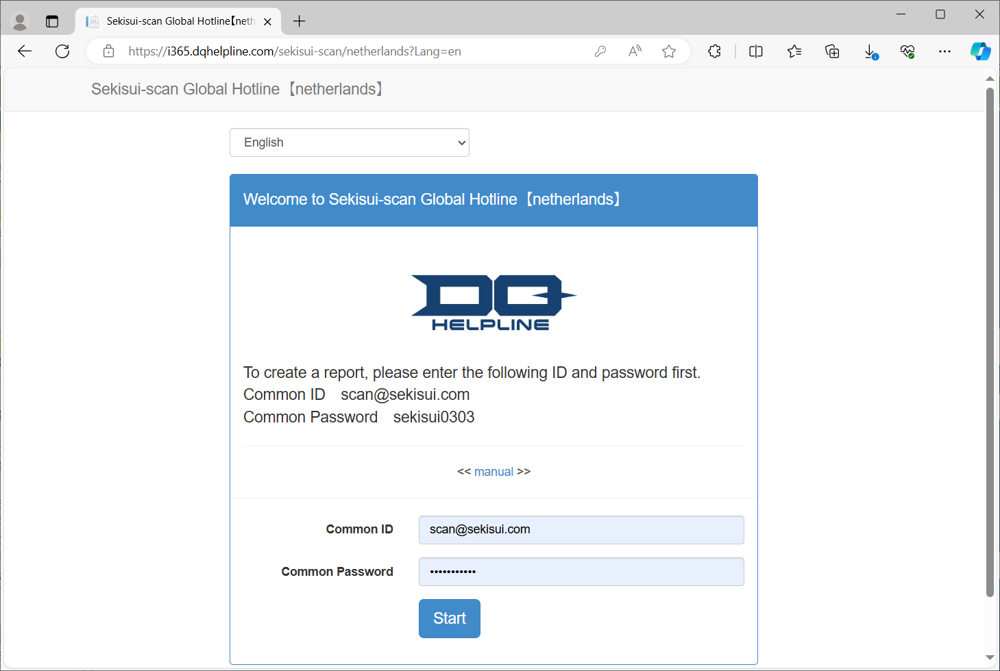 Sekisui-scan Global Hotline【neth
https://i365.dqhelpline.com/sekisui-scan/netherlands?Lang=en
Sekisui-scan Global Hotline【netherlands】
English
Welcome to Sekisui-scan Global Hotline【netherlands】
DQ
HELPLINE
To create a report, please enter the following ID and password first.
Common ID　scan@sekisui.com
Common Password　sekisui0303
<< manual >>
Common ID scan@sekisui.com
Common Password •••••••••••
Start